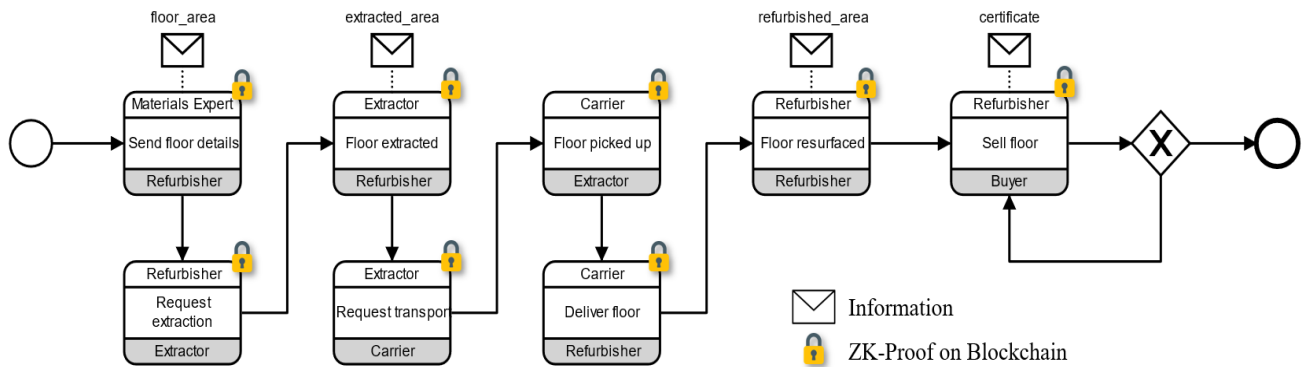 floor_area
extracted_area
refurbished_area
certificate
Materials Expert
Send floor details
Refurbisher
Extractor
Floor extracted
Refurbisher
Carrier
Floor picked up
Extractor
Refurbisher
Floor resurfaced
Refurbisher
Refurbisher
Sell floor
Buyer
X
Refurbisher
Request
extraction
Extractor
Extractor
Request transport
Carrier
Carrier
Deliver floor
Refurbisher
Information
ZK-Proof on Blockchain